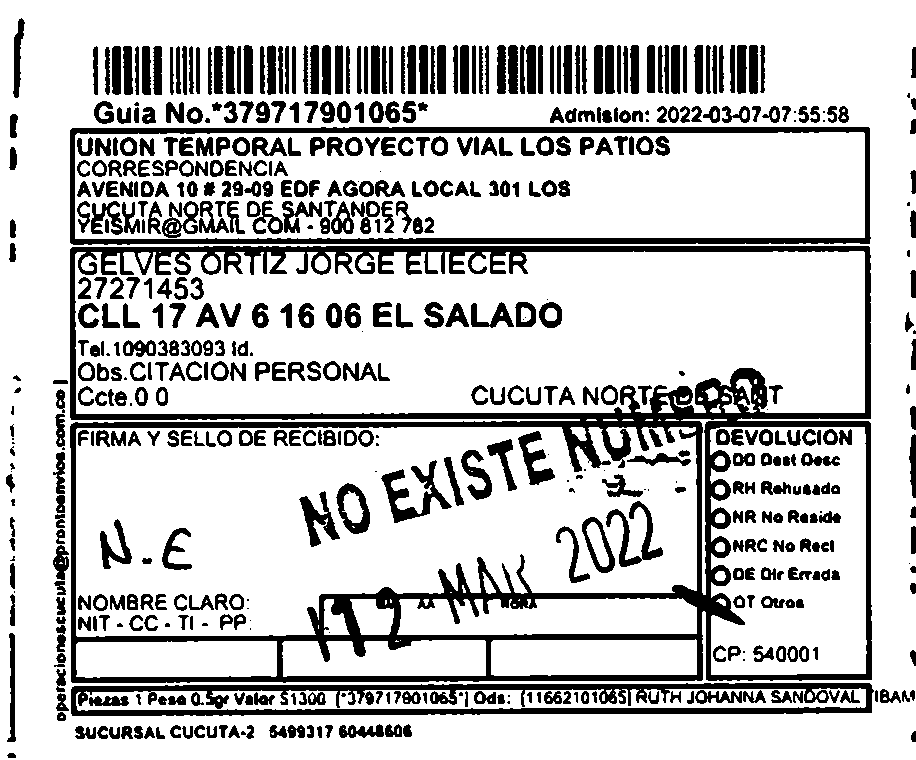 Guia No.*379717901065*
Admision: 2022-03-07-07:55:58
UNION TEMPORAL PROYECTO VIAL LOS PATIOS
CORRESPONDENCIA
AVENIDA 10 # 29-09 EDF AGORA LOCAL 301 LOS
CUCUTA NORTE DE SANTANDER
YEISMIR@GMAIL COM - 900 812 782
GELVES ORTIZ JORGE ELIECER
27271453
CLL 17 AV 6 16 06 EL SALADO
Tel.1090383093 Id.
Obs.CITACION PERSONAL
Ccte.0 0
CUCUTA NORTE DE SANT
FIRMA Y SELLO DE RECIBIDO:
NO EXISTE NUMERO
N.E
12 MAR 2022
NOMBRE CLARO:
NIT - CC - TI - PP:
AA HORA
DEVOLUCION
DD Dest Desc
RH Rehusado
NR No Reside
NRC No Recl
DE Dir Errada
OT Otros
CP: 540001
Piezas 1 Peso 0.5gr Valor $1300 (*379717901065*) Ods: [11662101065] RUTH JOHANNA SANDOVAL TIBAM
SUCURSAL CUCUTA-2 5499317 60448606
operacionescucuta@prontoenvios.com.co